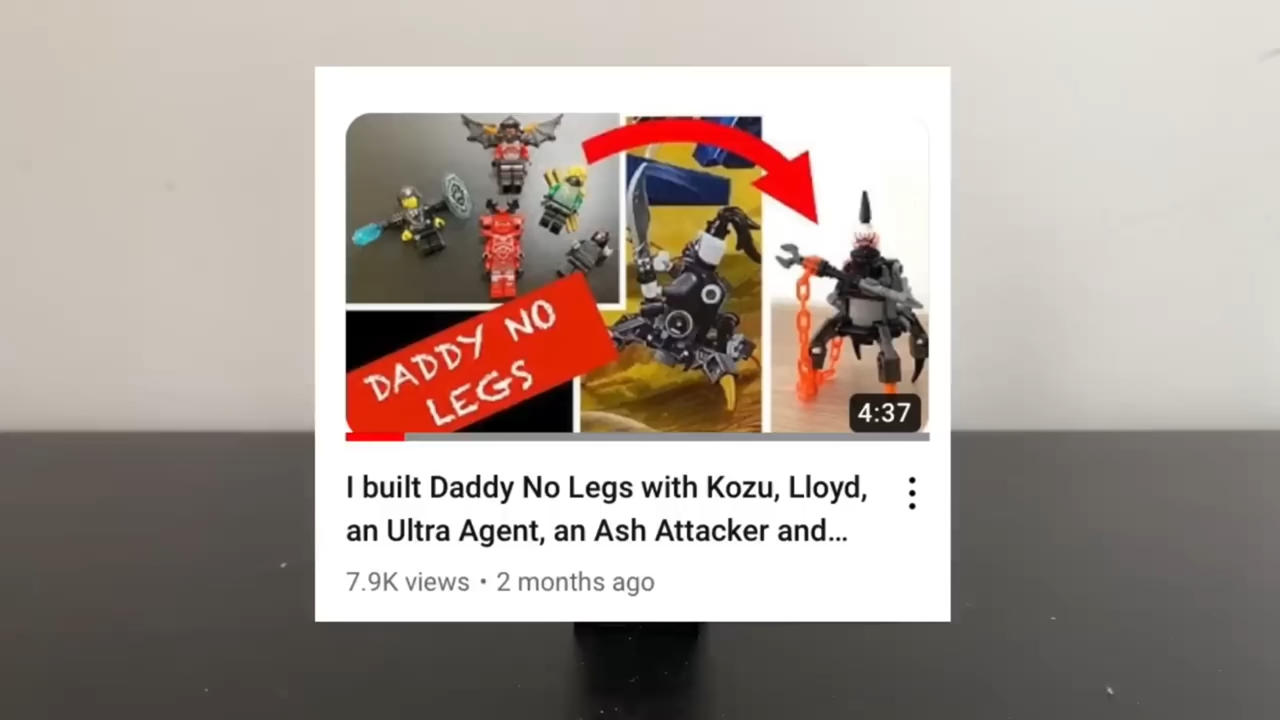 DADDY NO
LEGS
4:37
I built Daddy No Legs with Kozu, Lloyd,
an Ultra Agent, an Ash Attacker and…
7.9K views • 2 months ago